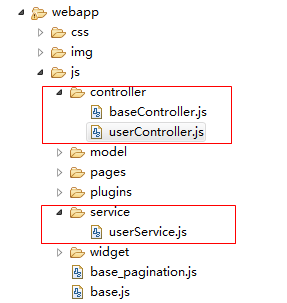 webapp
css
img
js
controller
baseController.js
userController.js
model
pages
plugins
service
userService.js
widget
base_pagination.js
base.js